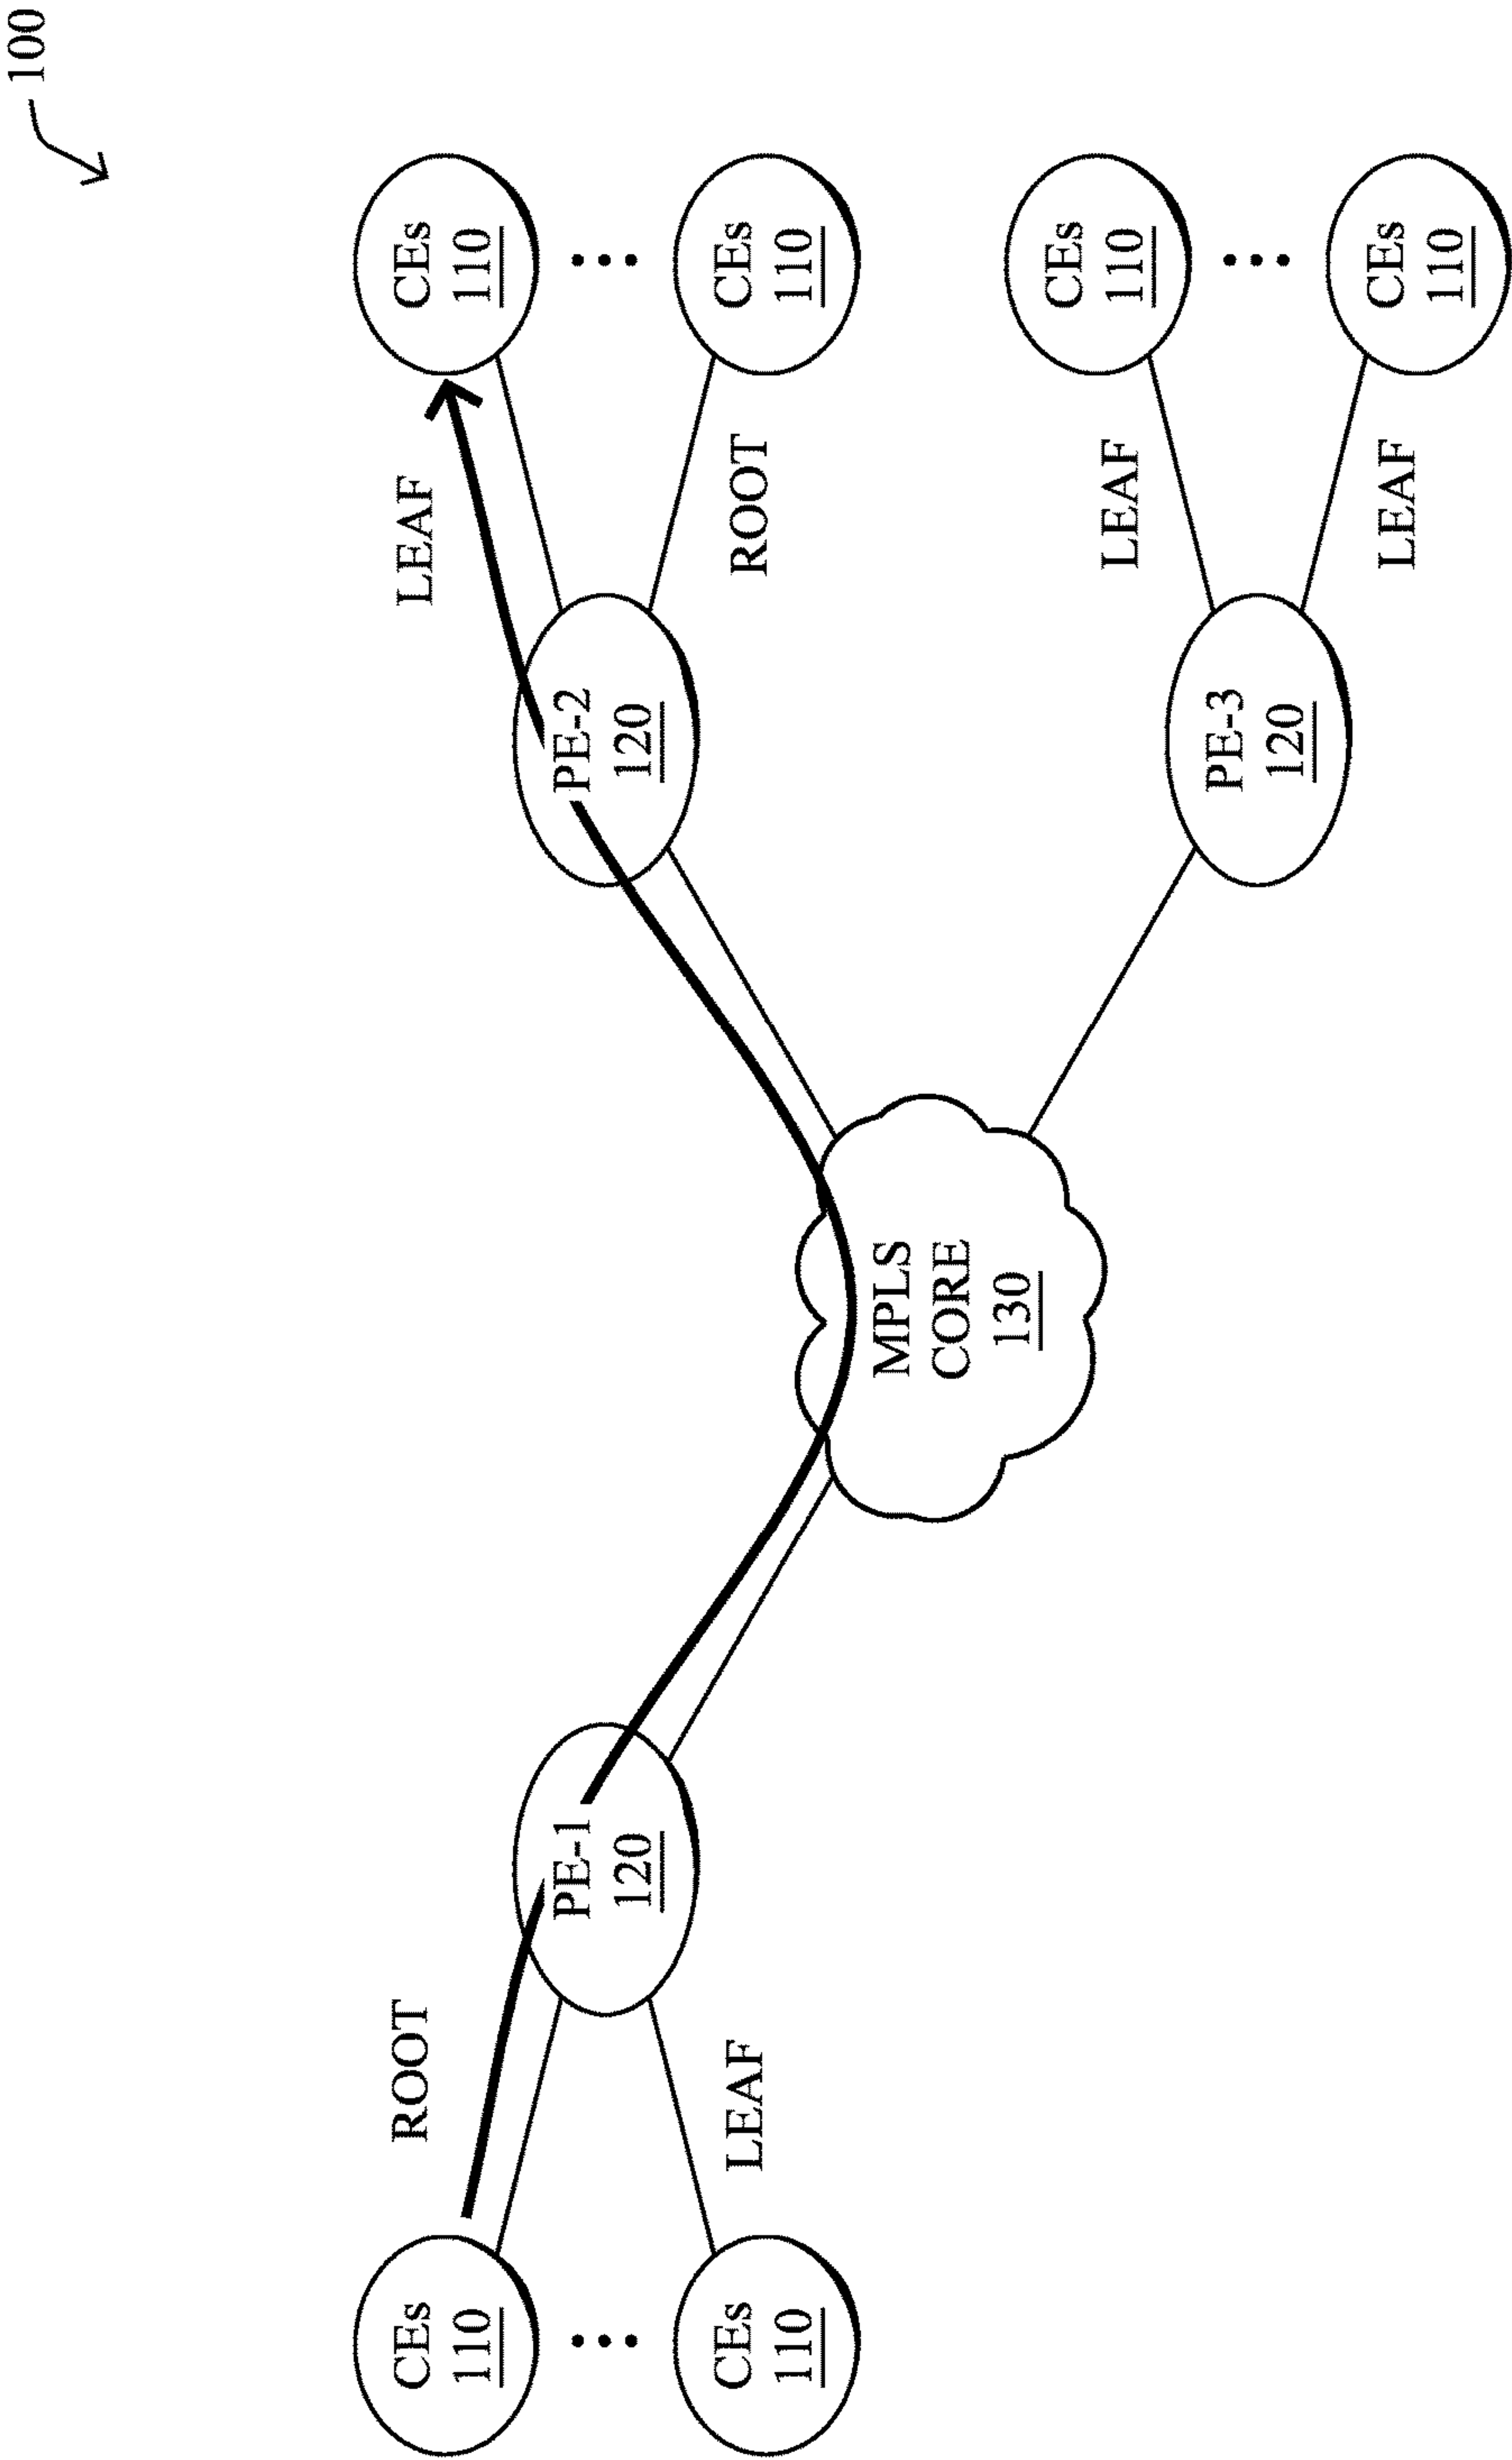 100
ROOT
LEAF
CEs
110
CEs
110
PE-1
120
PE-2
120
CEs
110
CEs
110
LEAF
ROOT
MPLS
CORE
130
PE-3
120
LEAF
LEAF
CEs
110
CEs
110